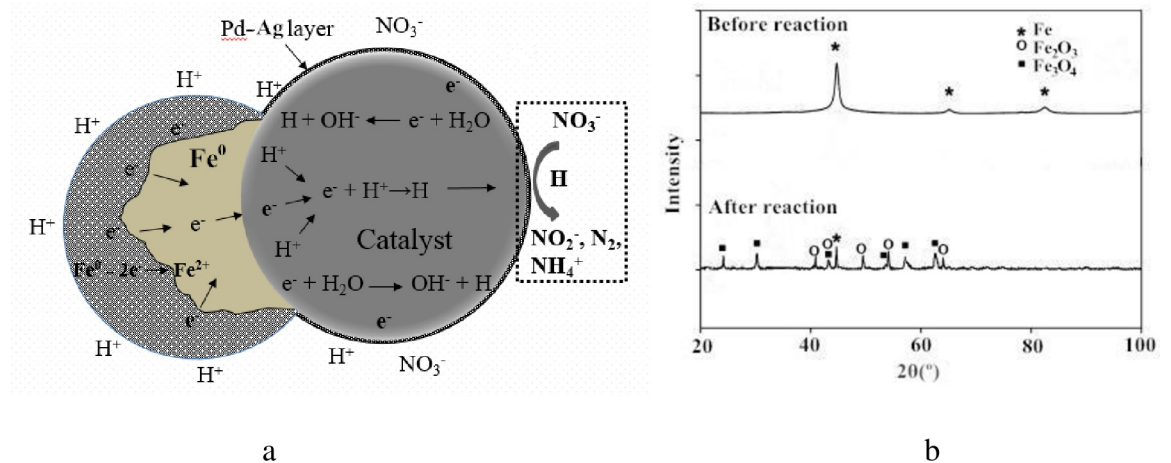 Pd-Ag layer
NO₃⁻
H⁺
H⁺
e⁻
H⁺
H + OH⁻ ← e⁻ + H₂O
NO₃⁻
e⁻
Fe⁰
H⁺
e⁻
e⁻ + H⁺→H
H
H⁺
e⁻
e⁻
e⁻
H⁺
Catalyst
NO₂⁻, N₂,
NH₄⁺
Fe⁰ - 2e⁻→Fe²⁺
e⁻ + H₂O → OH⁻ + H
e⁻
e⁻
H⁺
H⁺
H⁺
NO₃⁻
a
Before reaction
* Fe
o Fe₂O₃
■ Fe₃O₄
Intensity
After reaction
20 40 60 80 100
2θ(°)
b